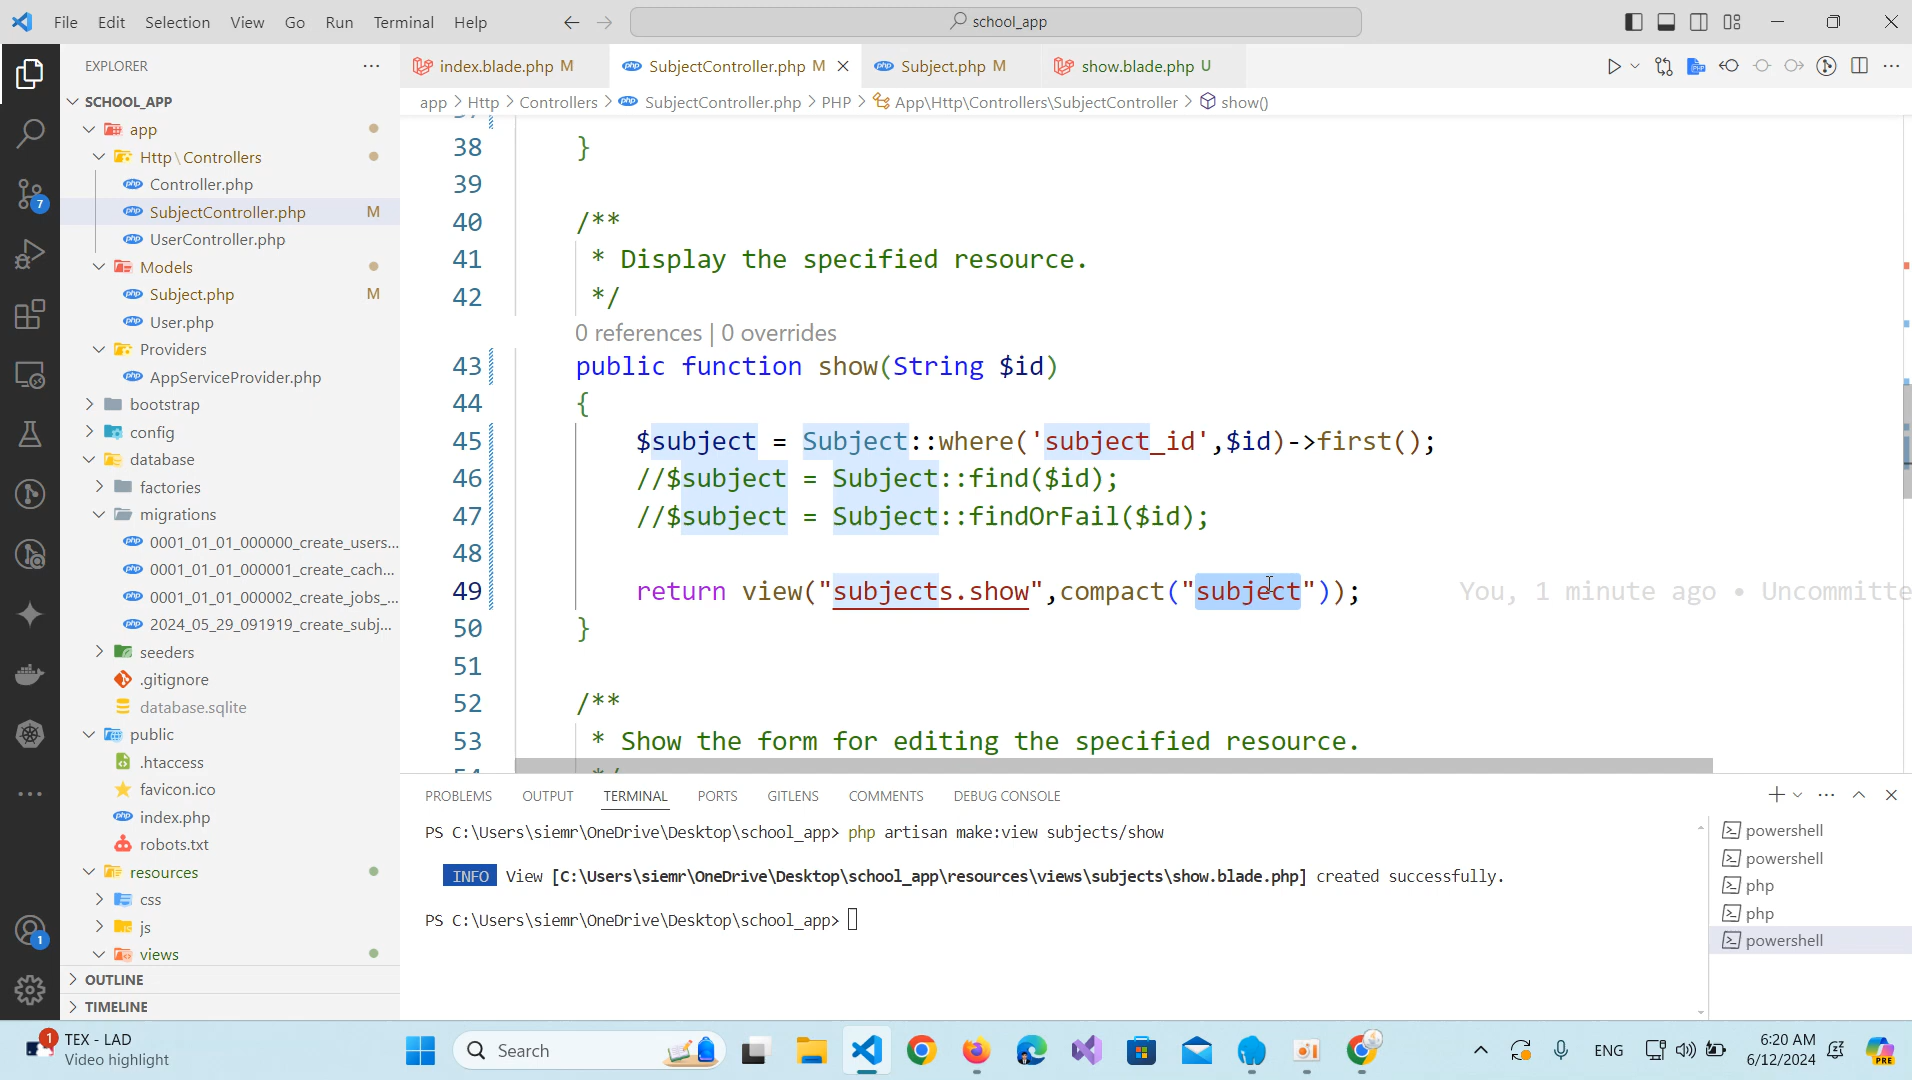 File Edit Selection View Go Run Terminal Help
school_app
EXPLORER
index.blade.php M
SubjectController.php M
Subject.php M
show.blade.php U
app > Http > Controllers > SubjectController.php > PHP > App\Http\Controllers\SubjectController > show()
SCHOOL_APP
app
Http \ Controllers
Controller.php
SubjectController.php M
UserController.php
Models
Subject.php M
User.php
Providers
AppServiceProvider.php
bootstrap
config
database
factories
migrations
0001_01_01_000000_create_users...
0001_01_01_000001_create_cach...
0001_01_01_000002_create_jobs_...
2024_05_29_091919_create_subj...
seeders
.gitignore
database.sqlite
public
.htaccess
favicon.ico
index.php
robots.txt
resources
css
js
views
OUTLINE
TIMELINE
7
1
38 }
39
40 /**
41 * Display the specified resource.
42 */
0 references | 0 overrides
43 public function show(String $id)
44 {
45 $subject = Subject::where('subject_id',$id)->first();
46 //$subject = Subject::find($id);
47 //$subject = Subject::findOrFail($id);
48
49 return view("subjects.show",compact("subject")); You, 1 minute ago • Uncommitte
50 }
51
52 /**
53 * Show the form for editing the specified resource.
PROBLEMS OUTPUT TERMINAL PORTS GITLENS COMMENTS DEBUG CONSOLE
PS C:\Users\siemr\OneDrive\Desktop\school_app> php artisan make:view subjects/show
INFO View [C:\Users\siemr\OneDrive\Desktop\school_app\resources\views\subjects\show.blade.php] created successfully.
PS C:\Users\siemr\OneDrive\Desktop\school_app>
powershell
powershell
php
php
powershell
1
TEX - LAD
Video highlight
Search
ENG
6:20 AM
6/12/2024
PRE